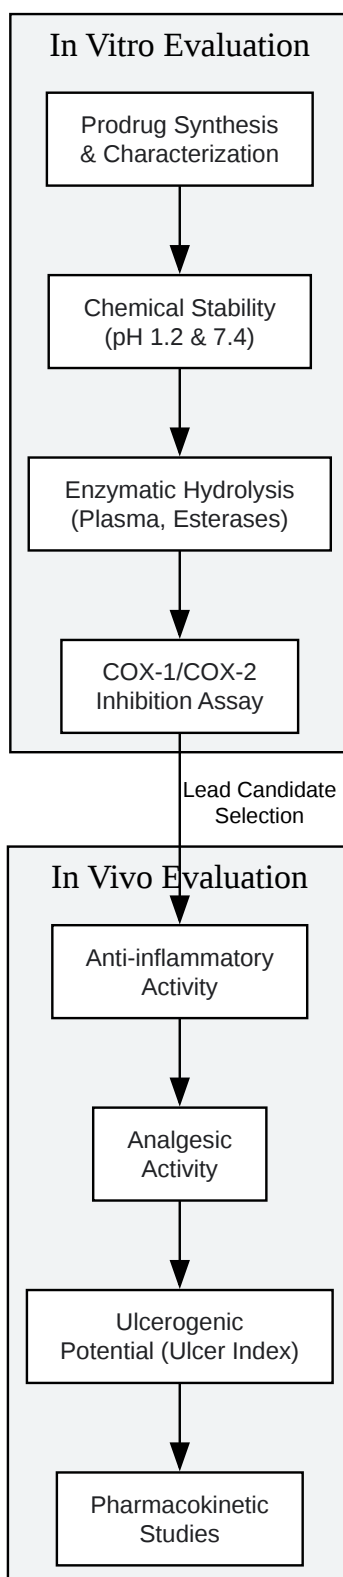 In Vitro Evaluation
Prodrug Synthesis
& Characterization
Chemical Stability
(pH 1.2 & 7.4)
Enzymatic Hydrolysis
(Plasma, Esterases)
COX-1/COX-2
Inhibition Assay
Lead Candidate
Selection
In Vivo Evaluation
Anti-inflammatory
Activity
Analgesic
Activity
Ulcerogenic
Potential (Ulcer Index)
Pharmacokinetic
Studies